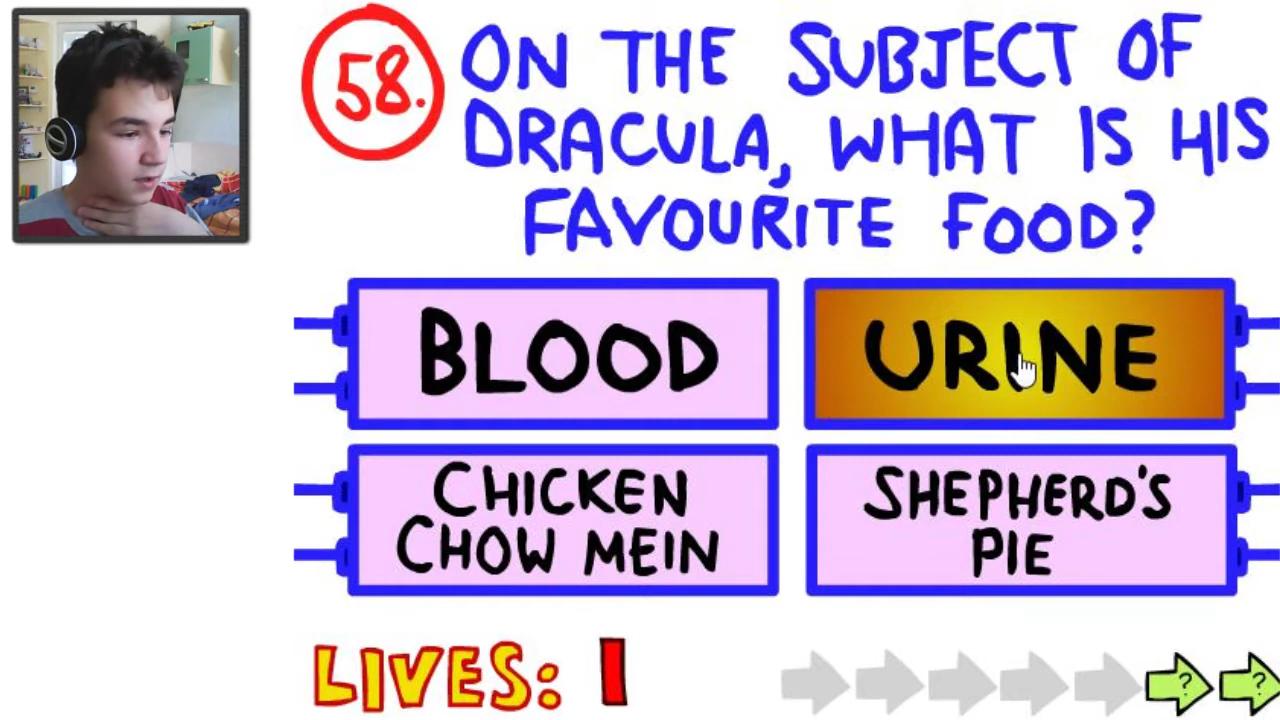 58.
ON THE SUBJECT OF
DRACULA, WHAT IS HIS
FAVOURITE FOOD?
BLOOD
URINE
CHICKEN
CHOW MEIN
SHEPHERD'S
PIE
LIVES: 1
? ?